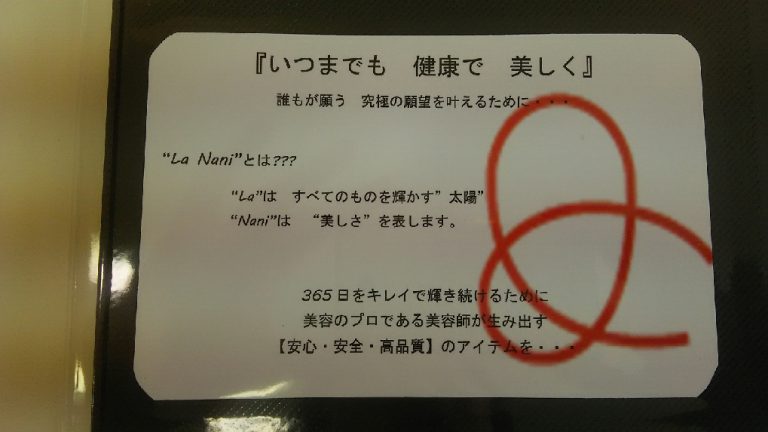 『いつまでも 健康で 美しく』
誰もが願う 究極の願望を叶えるために・・・
"La Nani"とは???
"La"は すべてのものを輝かす"太陽"
"Nani"は "美しさ"を表します。
365日をキレイで輝き続けるために
美容のプロである美容師が生み出す
【安心・安全・高品質】のアイテムを・・・